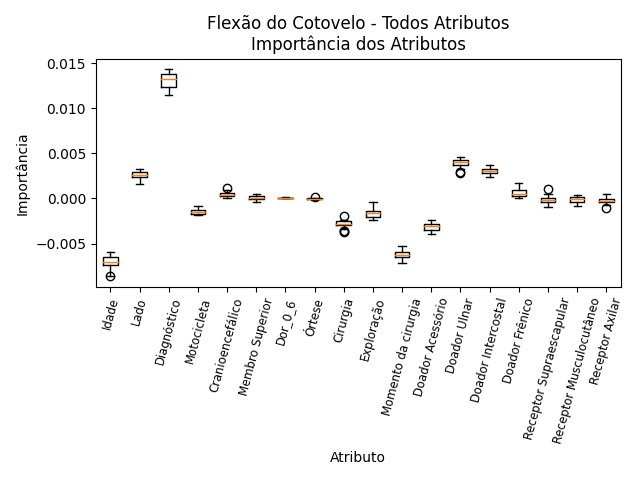 Flexão do Cotovelo - Todos Atributos
Importância dos Atributos
Importância
0.015
0.010
0.005
0.000
−0.005
Idade
Lado
Diagnóstico
Motocicleta
Cranioencefálico
Membro Superior
Dor_0_6
Órtese
Cirurgia
Exploração
Momento da cirurgia
Doador Acessório
Doador Ulnar
Doador Intercostal
Doador Frênico
Receptor Supraescapular
Receptor Musculocutâneo
Receptor Axilar
Atributo